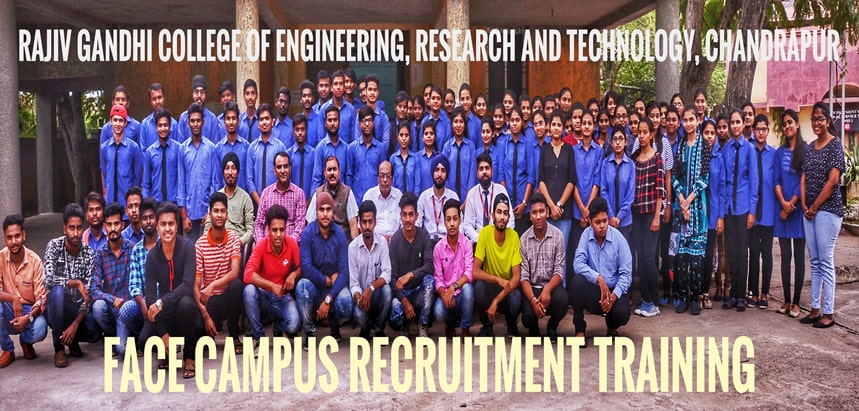 RAJIV GANDHI COLLEGE OF ENGINEERING, RESEARCH AND TECHNOLOGY, CHANDRAPUR
FACE CAMPUS RECRUITMENT TRAINING